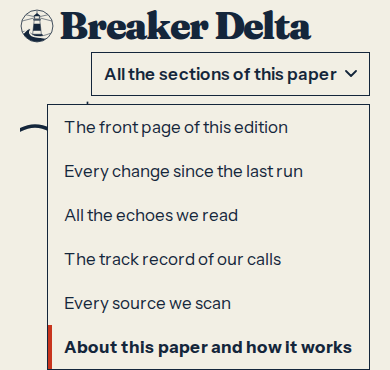 Breaker Delta
All the sections of this paper
The front page of this edition
Every change since the last run
All the echoes we read
The track record of our calls
Every source we scan
About this paper and how it works